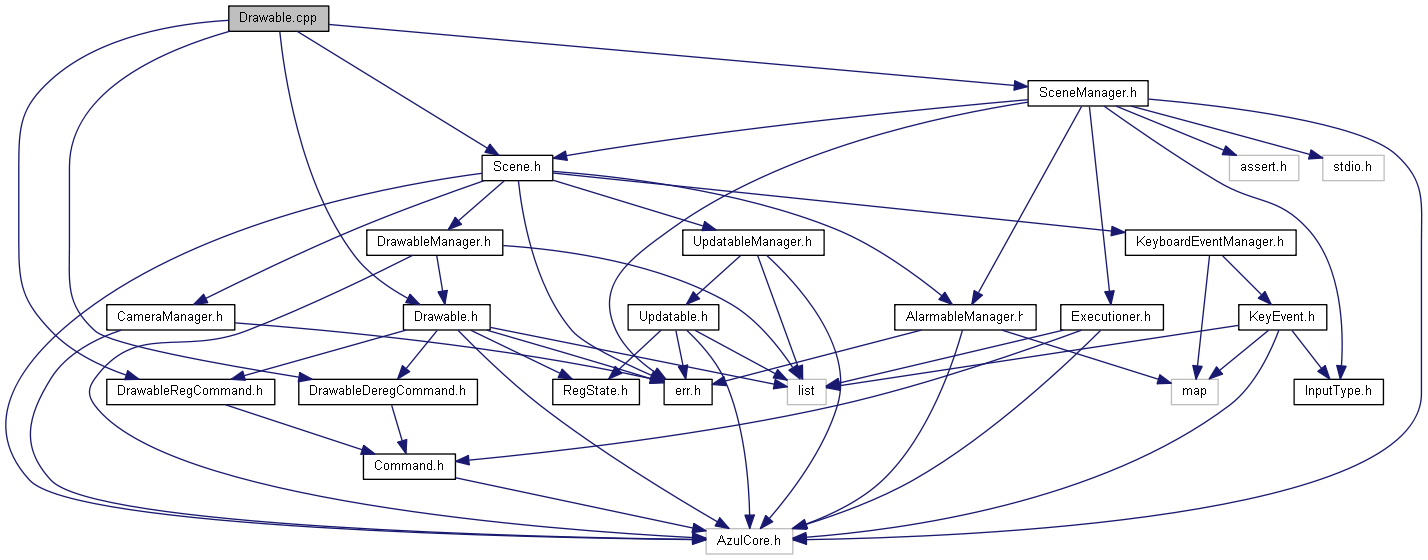 Drawable.cpp
SceneManager.h
Scene.h
assert.h
stdio.h
DrawableManager.h
UpdatableManager.h
KeyboardEventManager.h
CameraManager.h
Drawable.h
Updatable.h
AlarmableManager.h
Executioner.h
KeyEvent.h
DrawableRegCommand.h
DrawableDeregCommand.h
RegState.h
err.h
list
map
InputType.h
Command.h
AzulCore.h